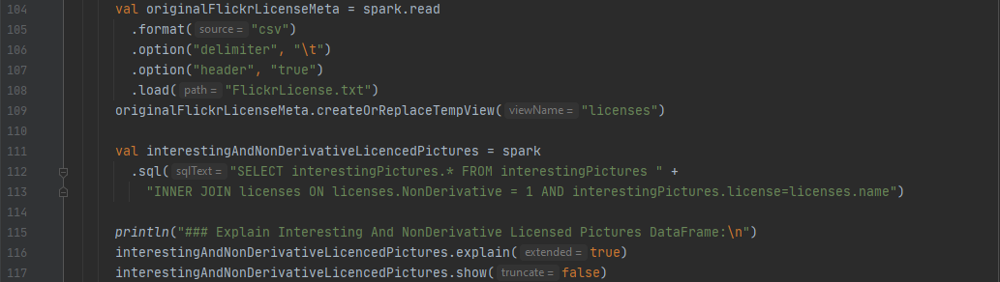 104 val originalFlickrLicenseMeta = spark.read
105 .format( source = "csv")
106 .option("delimiter", "\t")
107 .option("header", "true")
108 .load( path = "FlickrLicense.txt")
109 originalFlickrLicenseMeta.createOrReplaceTempView( viewName = "licenses")
110
111 val interestingAndNonDerivativeLicencedPictures = spark
112 .sql( sqlText = "SELECT interestingPictures.* FROM interestingPictures " +
113 "INNER JOIN licenses ON licenses.NonDerivative = 1 AND interestingPictures.license=licenses.name")
114
115 println("### Explain Interesting And NonDerivative Licensed Pictures DataFrame:\n")
116 interestingAndNonDerivativeLicencedPictures.explain( extended = true)
117 interestingAndNonDerivativeLicencedPictures.show( truncate = false)